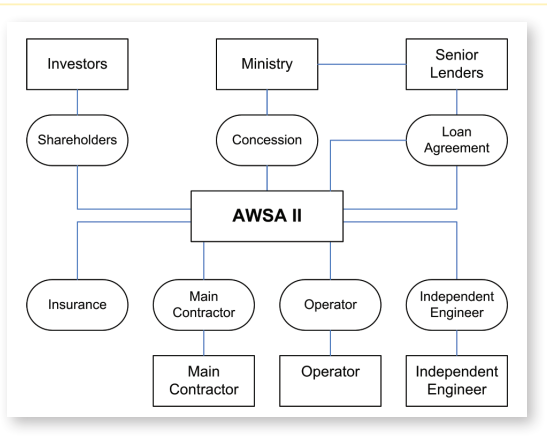 Investors
Ministry
Senior
Lenders
Shareholders
Concession
Loan
Agreement
AWSA II
Insurance
Main
Contractor
Operator
Independent
Engineer
Main
Contractor
Operator
Independent
Engineer